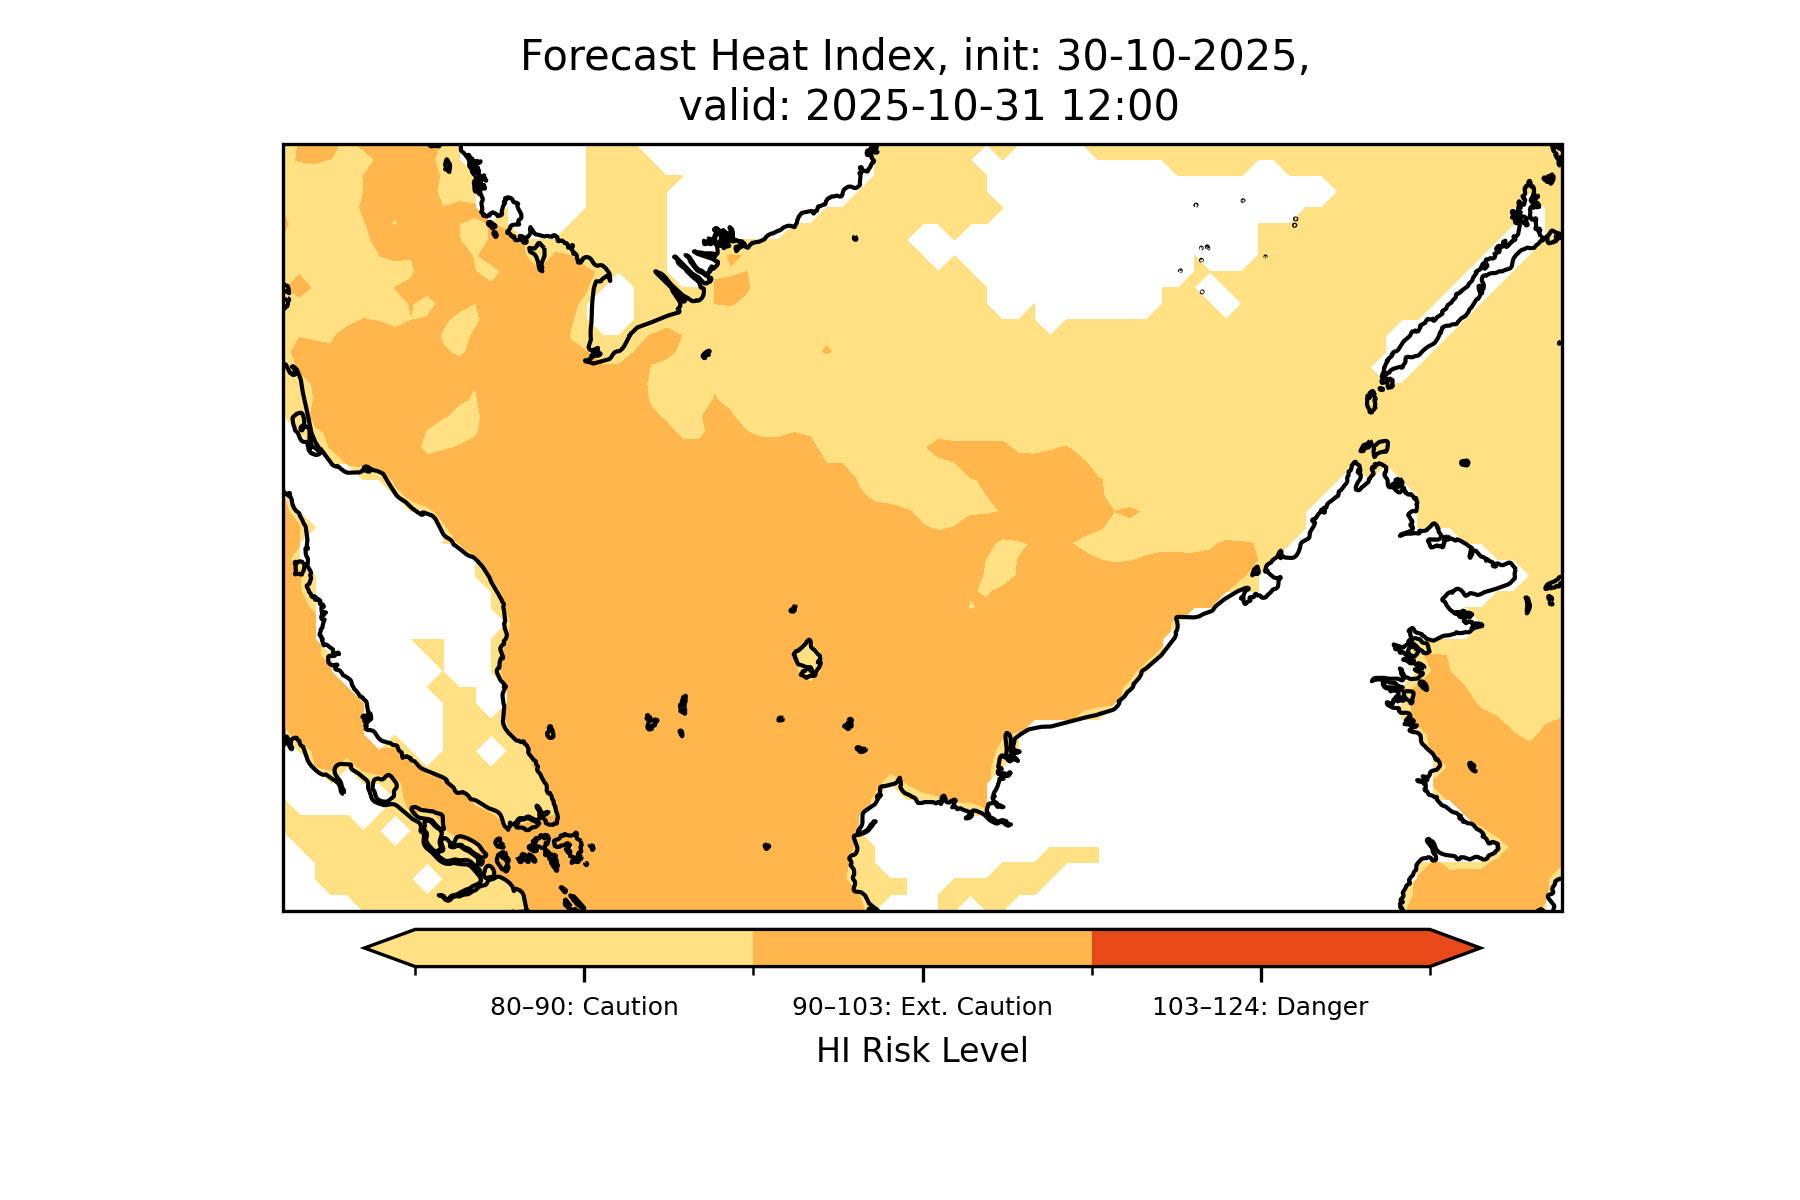 Forecast Heat Index, init: 30-10-2025,
valid: 2025-10-31 12:00
80–90: Caution
90–103: Ext. Caution
103–124: Danger
HI Risk Level